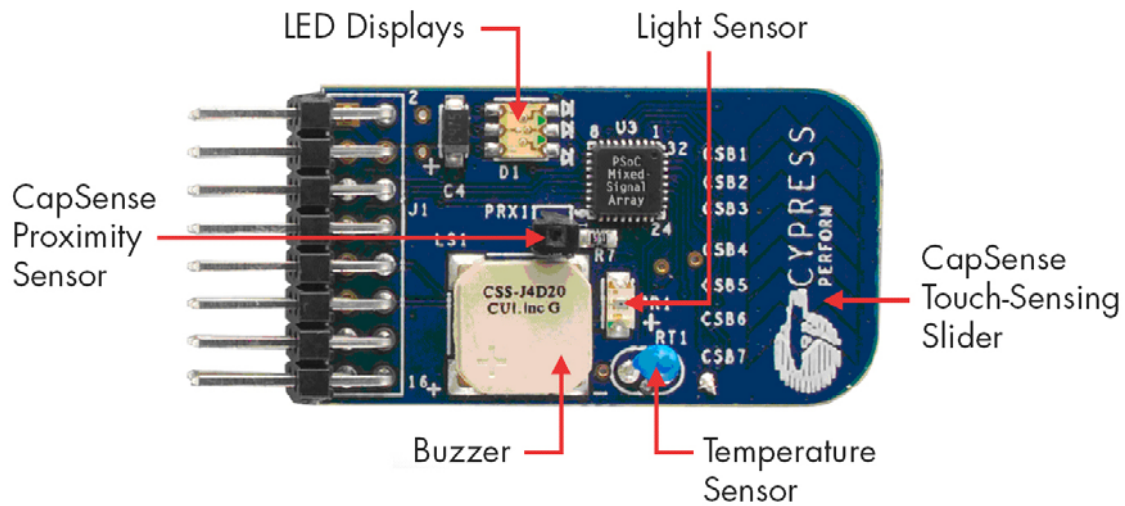 LED Displays
Light Sensor
CapSense
Proximity
Sensor
2
8 U3 1
32
PSoC
Mixed-
Signal
Array
24
D1
+
C4
J1
PRX1
LS1
R7
CSS-J4D20
CUI.Inc G
+
RT1
16+
CSB1
CSB2
CSB3
CSB4
CSB5
CSB6
CSB7
CYPRESS
PERFORM
CapSense
Touch-Sensing
Slider
Buzzer
Temperature
Sensor